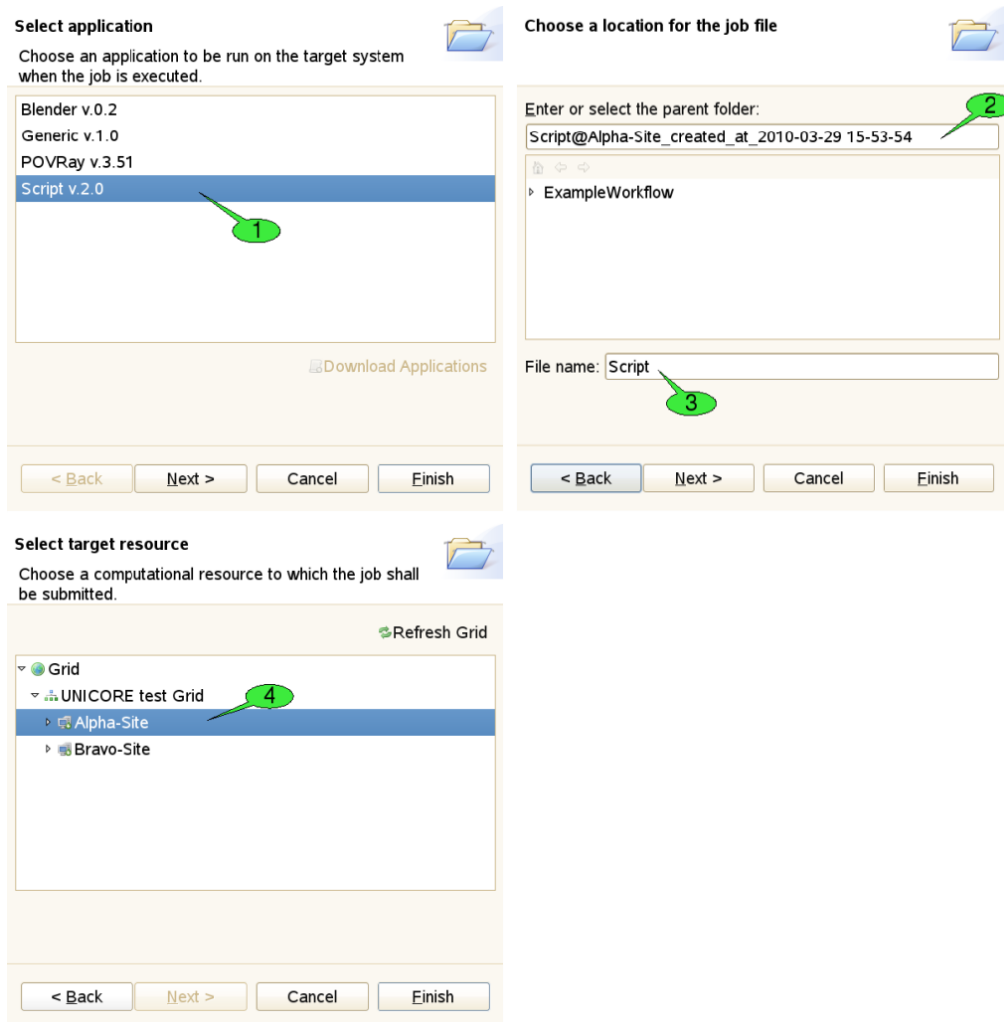 Select application
Choose an application to be run on the target system
when the job is executed.
Blender v.0.2
Generic v.1.0
POVRay v.3.51
Script v.2.0
1
Download Applications
< Back
Next >
Cancel
Finish
Choose a location for the job file
Enter or select the parent folder:
2
Script@Alpha-Site_created_at_2010-03-29 15-53-54
ExampleWorkflow
File name: Script
3
< Back
Next >
Cancel
Finish
Select target resource
Choose a computational resource to which the job shall
be submitted.
Refresh Grid
Grid
UNICORE test Grid
4
Alpha-Site
Bravo-Site
< Back
Next >
Cancel
Finish